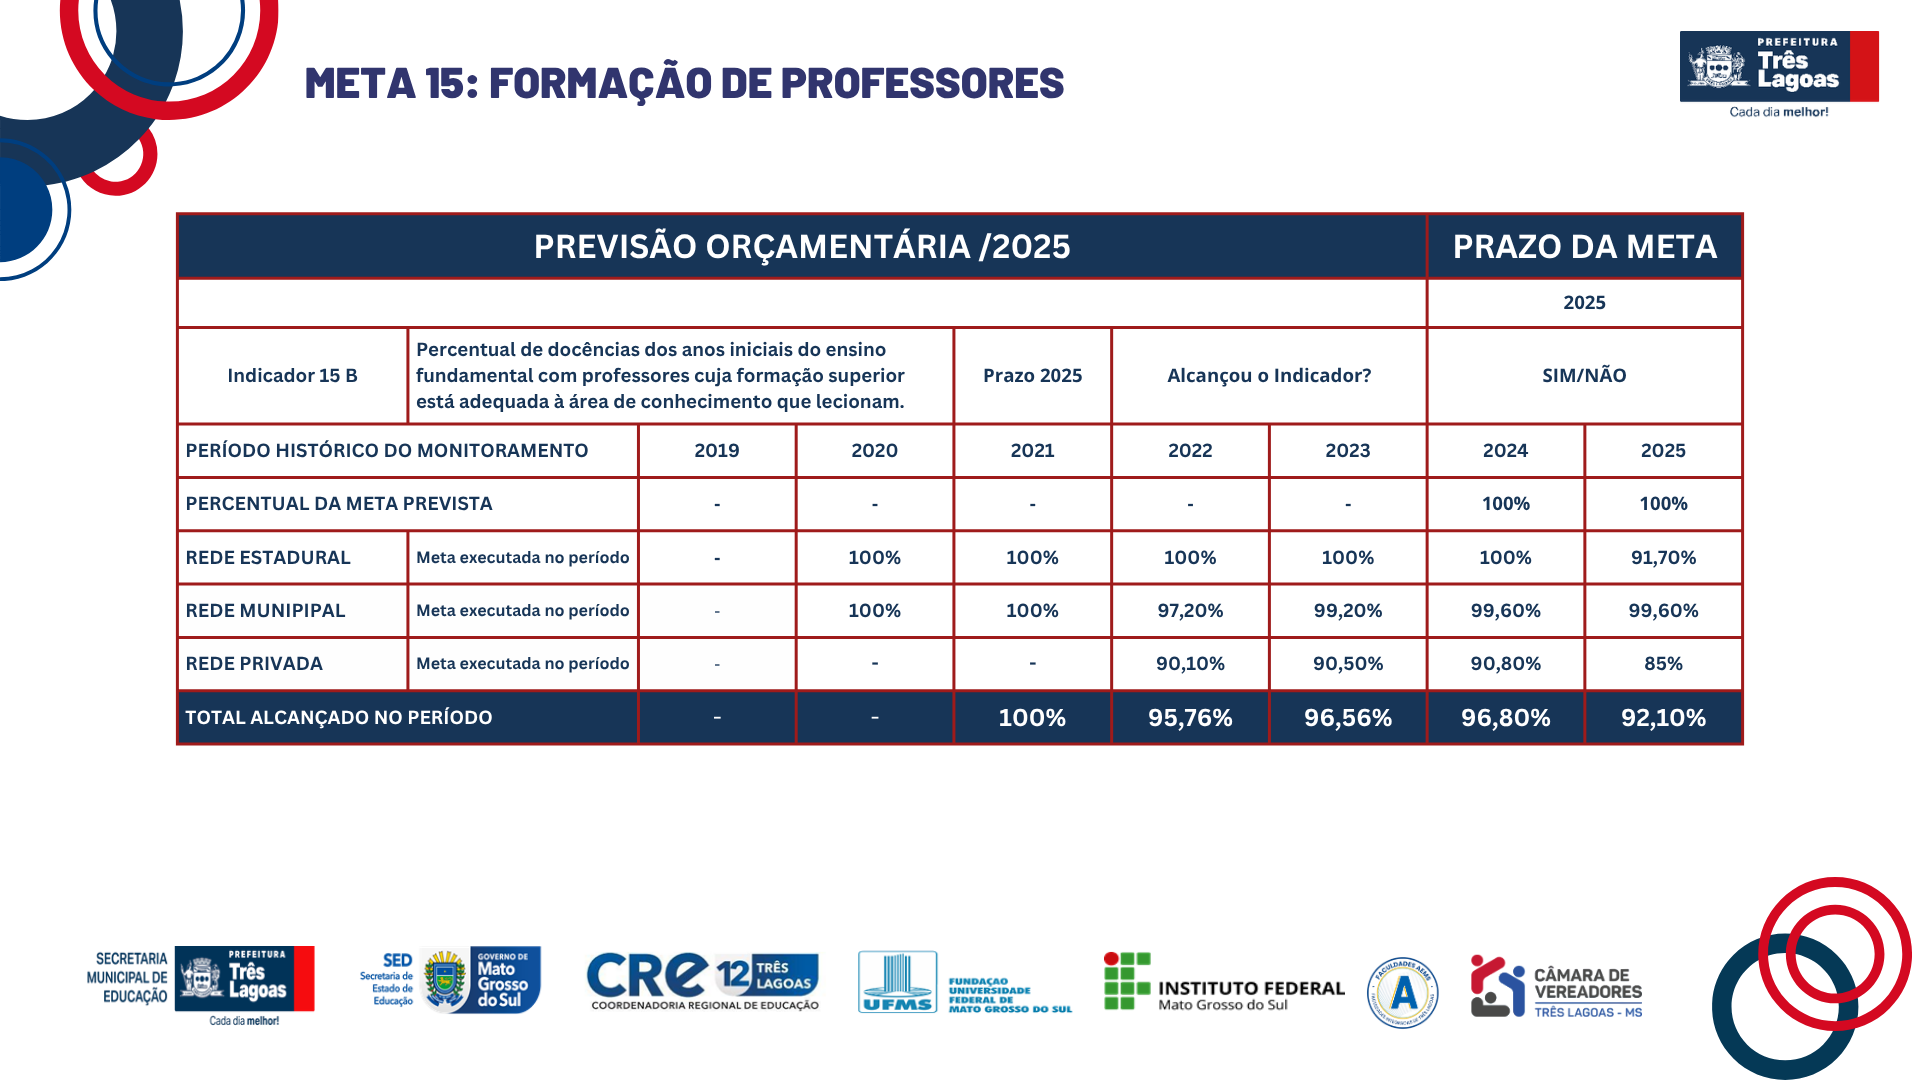 META 15: FORMAÇÃO DE PROFESSORES
PREFEITURA
Três
Lagoas
Cada dia melhor!
PREVISÃO ORÇAMENTÁRIA /2025 PRAZO DA META
2025
Indicador 15 B
Percentual de docências dos anos iniciais do ensino
fundamental com professores cuja formação superior
está adequada à área de conhecimento que lecionam.
Prazo 2025 Alcançou o Indicador? SIM/NÃO
PERÍODO HISTÓRICO DO MONITORAMENTO 2019 2020 2021 2022 2023 2024 2025
PERCENTUAL DA META PREVISTA - - - - - 100% 100%
REDE ESTADURAL Meta executada no período - 100% 100% 100% 100% 100% 91,70%
REDE MUNIPIPAL Meta executada no período - 100% 100% 97,20% 99,20% 99,60% 99,60%
REDE PRIVADA Meta executada no período - - - 90,10% 90,50% 90,80% 85%
TOTAL ALCANÇADO NO PERÍODO - - 100% 95,76% 96,56% 96,80% 92,10%
SECRETARIA
MUNICIPAL DE
EDUCAÇÃO
PREFEITURA
Três
Lagoas
Cada dia melhor!
SED
Secretaria de
Estado de
Educação
GOVERNO DE
Mato
Grosso
do Sul
CRe 12 TRÊS
LAGOAS
COORDENADORIA REGIONAL DE EDUCAÇÃO
UFMS
FUNDAÇAO
UNIVERSIDADE
FEDERAL DE
MATO GROSSO DO SUL
INSTITUTO FEDERAL
Mato Grosso do Sul
FACULDADES AEMS
A
CÂMARA DE
VEREADORES
TRÊS LAGOAS - MS